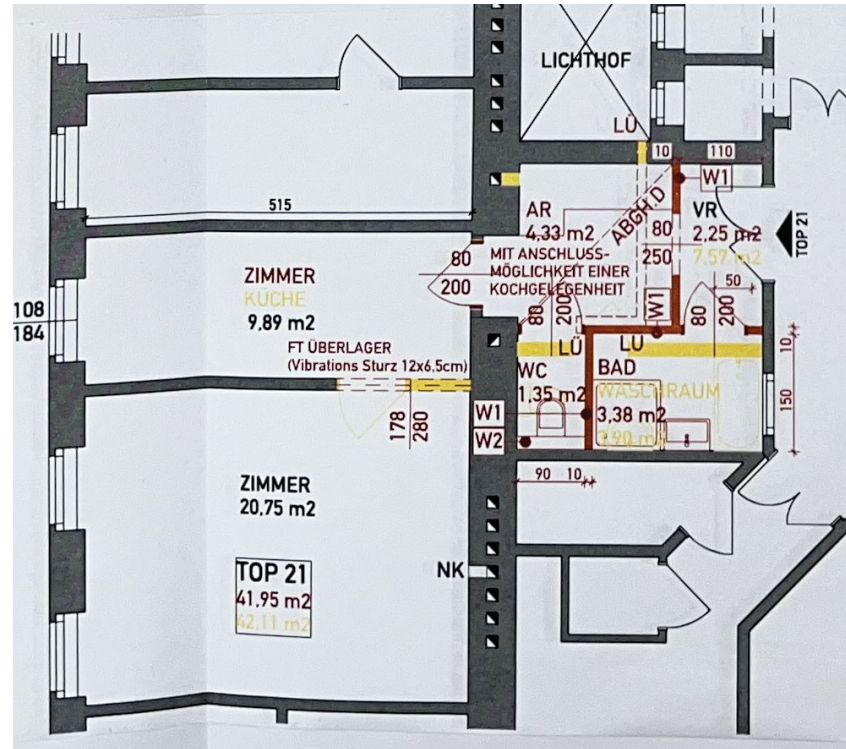 LICHTHOF
LÜ
10
110
W1
515
AR
4,33 m2
ABGH.D
80
250
VR
2,25 m2
7,57 m2
TOP 21
MIT ANSCHLUSS-
MÖGLICHKEIT EINER
KOCHGELEGENHEIT
80
200
ZIMMER
KÜCHE
9.89 m2
108
184
50
80
200
W1
80
200
FT ÜBERLAGER
(Vibrations Sturz 12x6,5cm)
LÜ
LÜ
10
WC
1,35 m2
BAD
WASCHRAUM
3,38 m2
150
W1
W2
178
280
90
10
ZIMMER
20,75 m2
NK
TOP 21
41,95 m2
42,11 m2